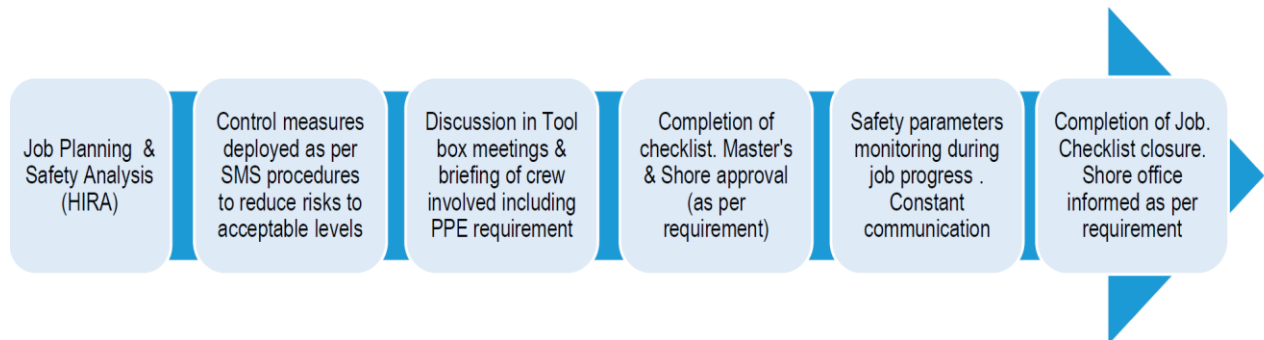 Job Planning &
Safety Analysis
(HIRA)
Control measures
deployed as per
SMS procedures
to reduce risks to
acceptable levels
Discussion in Tool
box meetings &
briefing of crew
involved including
PPE requirement
Completion of
checklist. Master's
& Shore approval
(as per
requirement)
Safety parameters
monitoring during
job progress .
Constant
communication
Completion of Job.
Checklist closure.
Shore office
informed as per
requirement